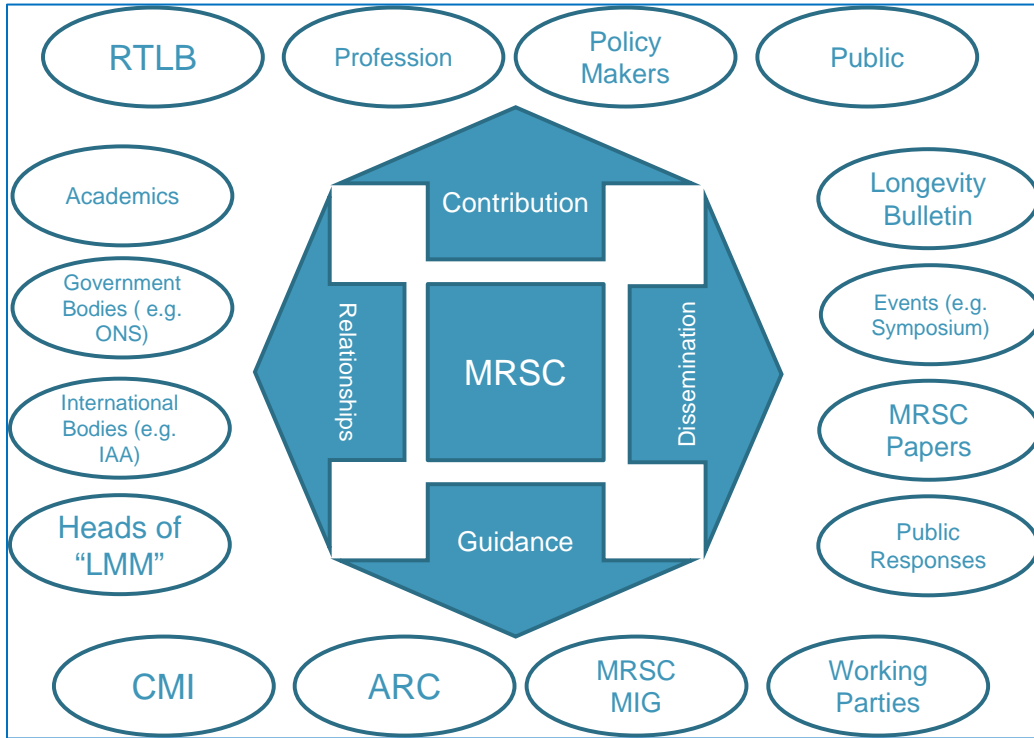 RTLB
Profession
Policy
Makers
Public
Academics
Government
Bodies ( e.g.
ONS)
International
Bodies (e.g.
IAA)
Heads of
“LMM”
Contribution
Relationships
MRSC
Dissemination
Guidance
Longevity
Bulletin
Events (e.g.
Symposium)
MRSC
Papers
Public
Responses
CMI
ARC
MRSC
MIG
Working
Parties